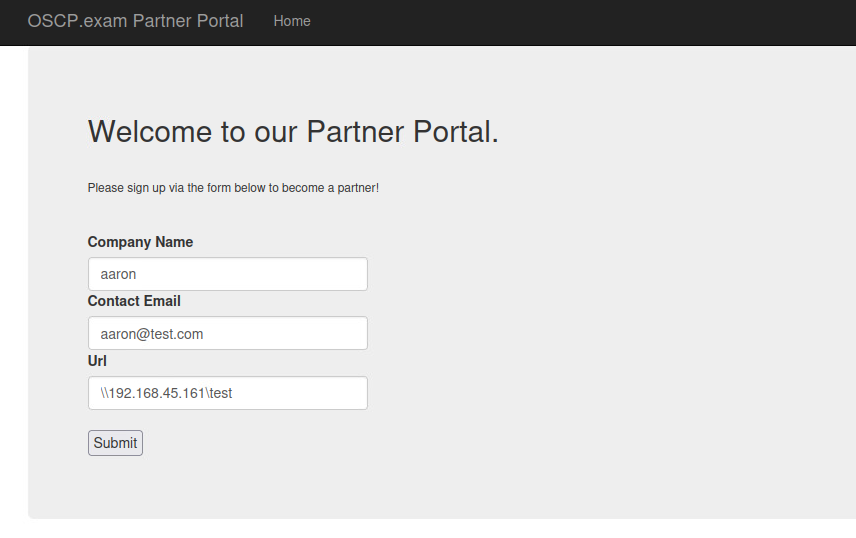 OSCP.exam Partner Portal Home
Welcome to our Partner Portal.
Please sign up via the form below to become a partner!
Company Name
aaron
Contact Email
aaron@test.com
Url
\\192.168.45.161\test
Submit